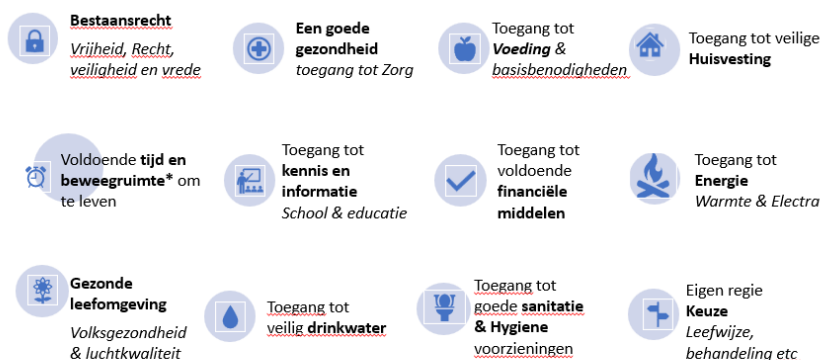 Bestaansrecht
Vrijheid, Recht,
veiligheid en vrede
Een goede
gezondheid
toegang tot Zorg
Toegang tot
Voeding &
basisbenodigheden
Toegang tot veilige
Huisvesting
Voldoende tijd en
beweegruimte* om
te leven
Toegang tot
kennis en
informatie
School & educatie
Toegang tot
voldoende
financiële
middelen
Toegang tot
Energie
Warmte & Electra
Gezonde
leefomgeving
Volksgezondheid
& luchtkwaliteit
Toegang tot
veilig drinkwater
Toegang tot
goede sanitatie
& Hygiene
voorzieningen
Eigen regie
Keuze
Leefwijze,
behandeling etc